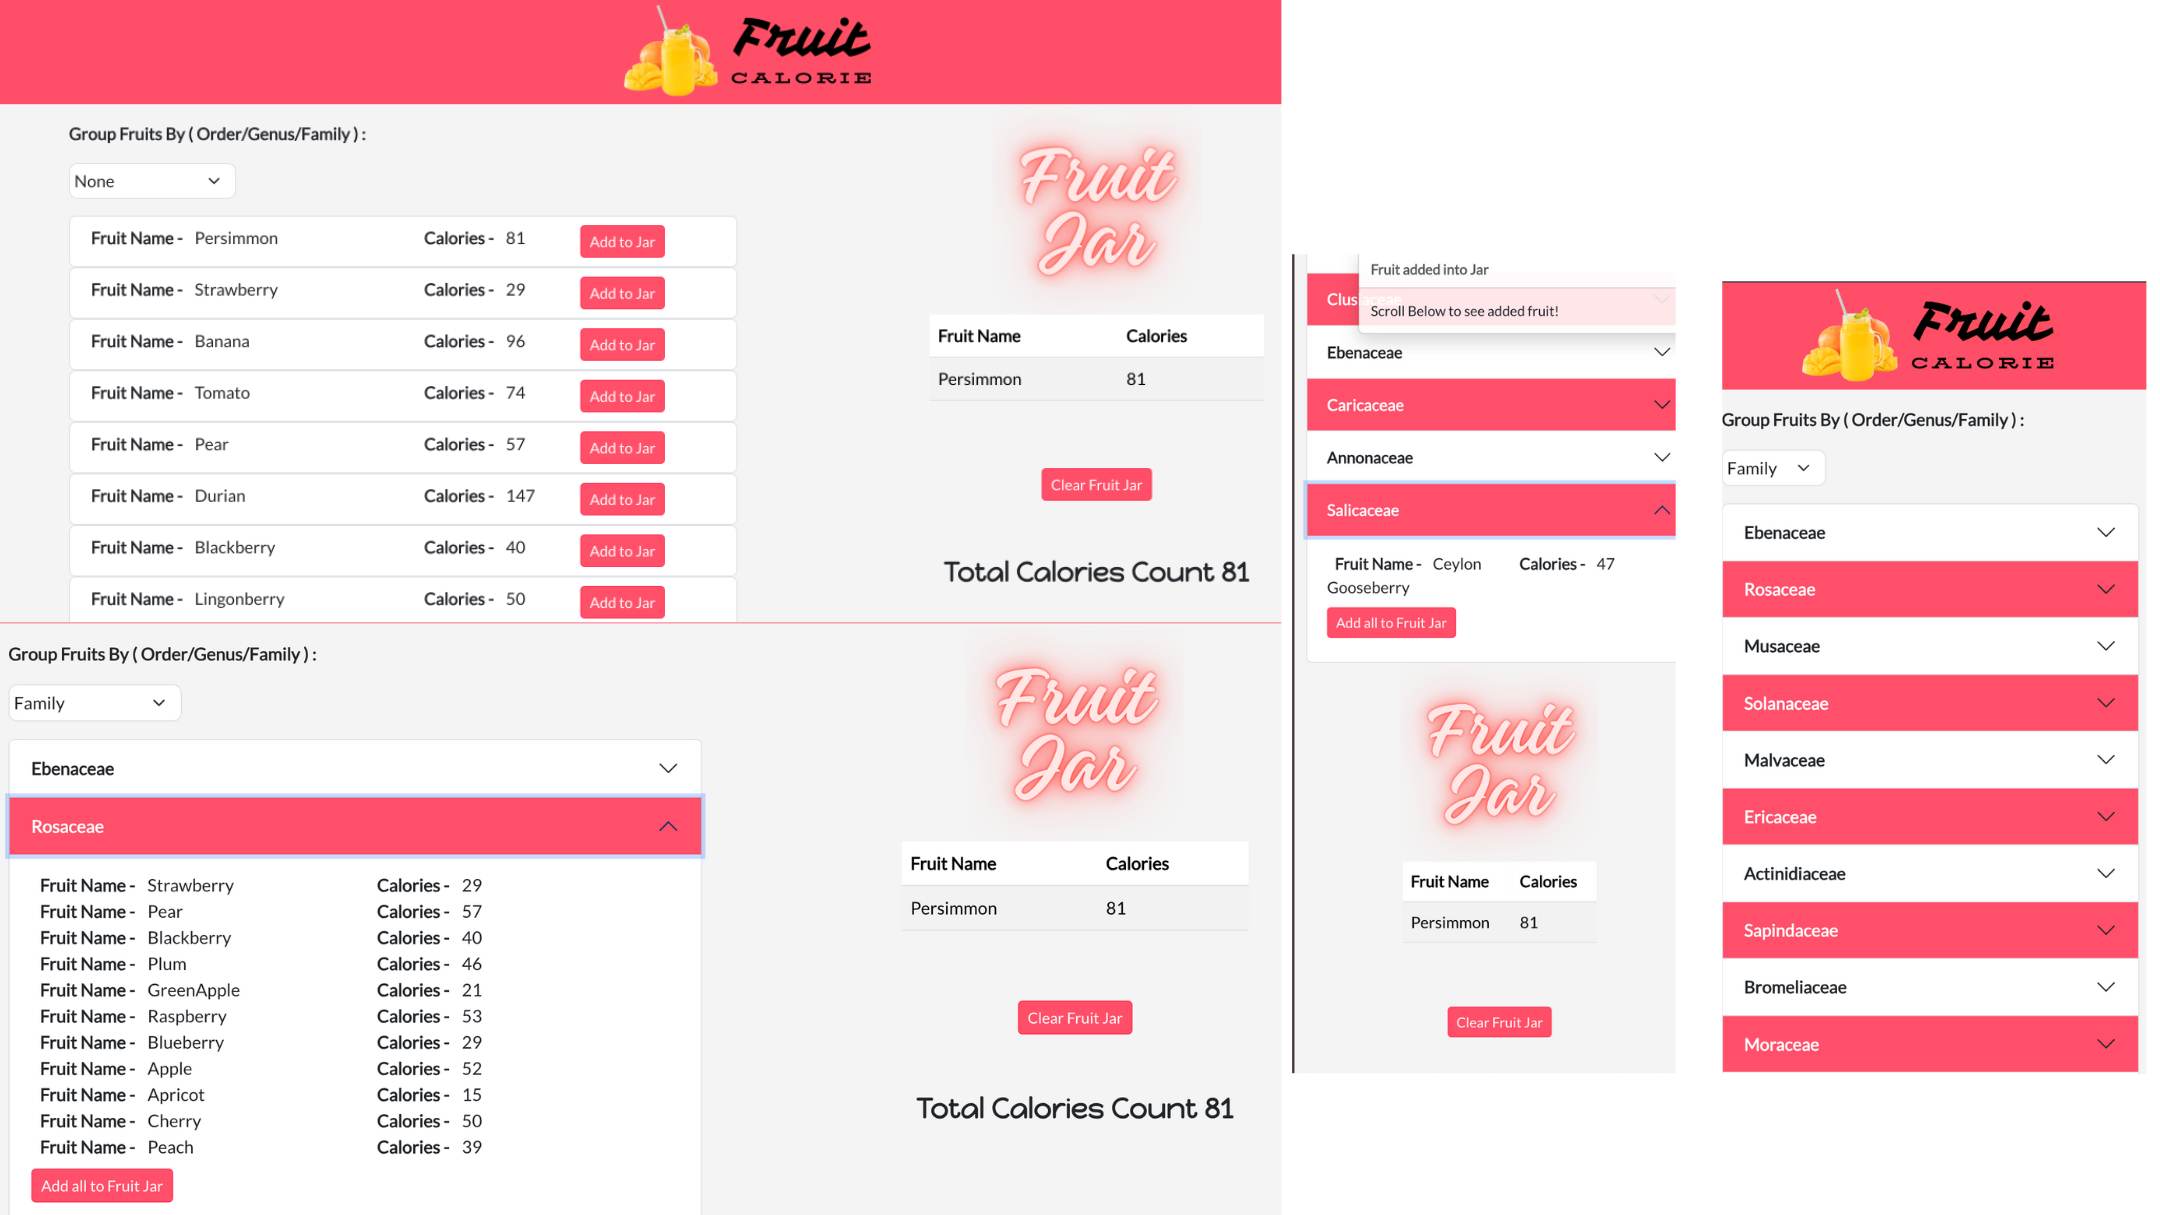 Fruit
CALORIE
Group Fruits By ( Order/Genus/Family ) :
None
Fruit Name - Persimmon Calories - 81 Add to Jar
Fruit Name - Strawberry Calories - 29 Add to Jar
Fruit Name - Banana Calories - 96 Add to Jar
Fruit Name - Tomato Calories - 74 Add to Jar
Fruit Name - Pear Calories - 57 Add to Jar
Fruit Name - Durian Calories - 147 Add to Jar
Fruit Name - Blackberry Calories - 40 Add to Jar
Fruit Name - Lingonberry Calories - 50 Add to Jar
Fruit
Jar
Fruit Name Calories
Persimmon 81
Clear Fruit Jar
Total Calories Count 81
Group Fruits By ( Order/Genus/Family ) :
Family
Ebenaceae
Rosaceae
Fruit Name - Strawberry Calories - 29
Fruit Name - Pear Calories - 57
Fruit Name - Blackberry Calories - 40
Fruit Name - Plum Calories - 46
Fruit Name - GreenApple Calories - 21
Fruit Name - Raspberry Calories - 53
Fruit Name - Blueberry Calories - 29
Fruit Name - Apple Calories - 52
Fruit Name - Apricot Calories - 15
Fruit Name - Cherry Calories - 50
Fruit Name - Peach Calories - 39
Add all to Fruit Jar
Fruit
Jar
Fruit Name Calories
Persimmon 81
Clear Fruit Jar
Total Calories Count 81
Fruit added into Jar
Clusiaceae
Scroll Below to see added fruit!
Ebenaceae
Caricaceae
Annonaceae
Salicaceae
Fruit Name - Ceylon Calories - 47
Gooseberry
Add all to Fruit Jar
Fruit
Jar
Fruit Name Calories
Persimmon 81
Clear Fruit Jar
Fruit
CALORIE
Group Fruits By ( Order/Genus/Family ) :
Family
Ebenaceae
Rosaceae
Musaceae
Solanaceae
Malvaceae
Ericaceae
Actinidiaceae
Sapindaceae
Bromeliaceae
Moraceae